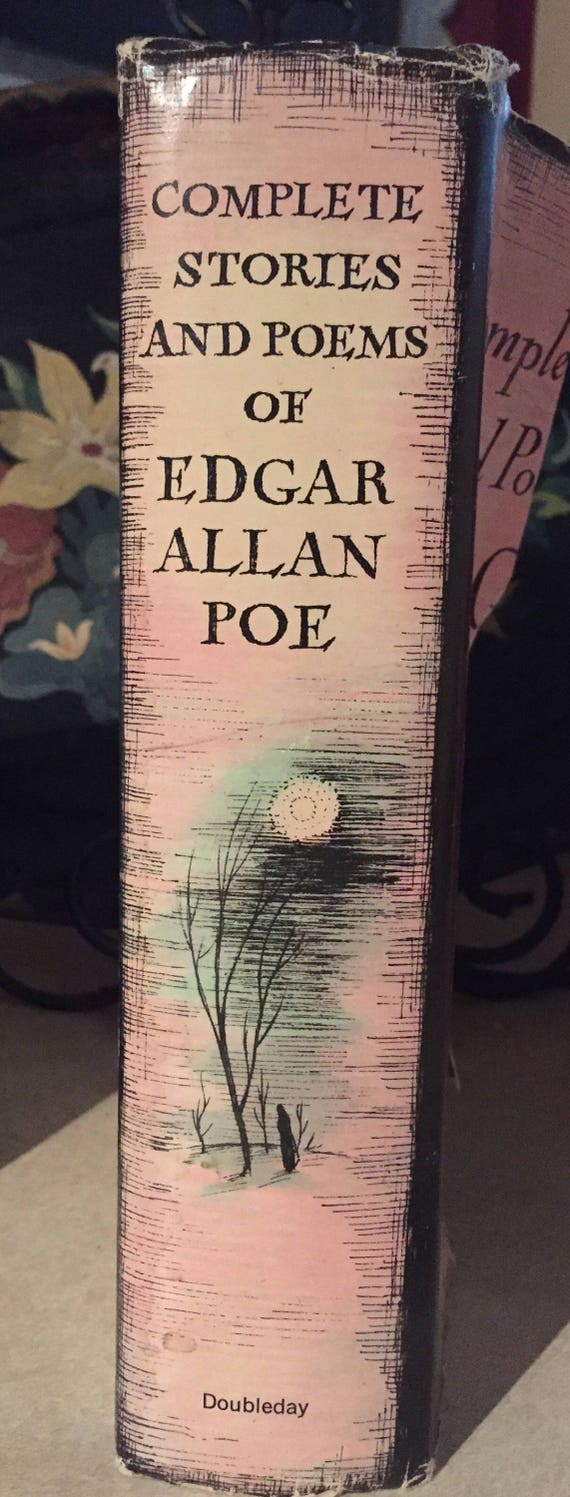 COMPLETE
STORIES
AND POEMS
OF
EDGAR
ALLAN
POE
Doubleday